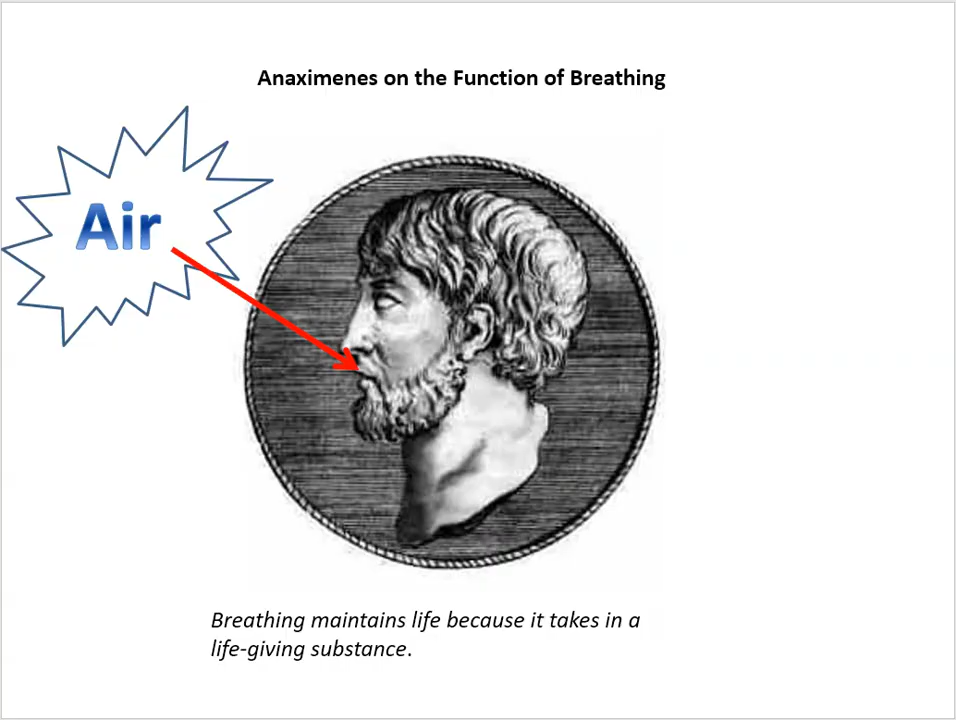 Anaximenes on the Function of Breathing
Air
Breathing maintains life because it takes in a
life-giving substance.